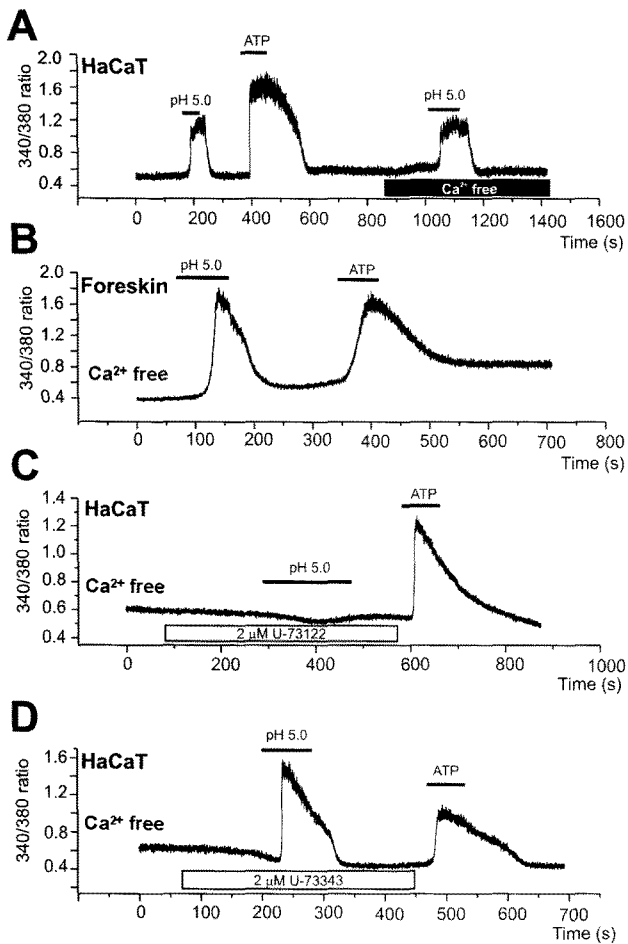 A
HaCaT
ATP
pH 5.0
pH 5.0
340/380 ratio
2.0
1.6
1.2
0.8
0.4
Ca²⁺ free
0 200 400 600 800 1000 1200 1400 1600
Time (s)
B
Foreskin
pH 5.0
ATP
340/380 ratio
2.0
1.6
1.2
0.8
0.4
Ca²⁺ free
0 100 200 300 400 500 600 700 800
Time (s)
C
HaCaT
ATP
pH 5.0
340/380 ratio
1.4
1.2
1.0
0.8
0.6
0.4
Ca²⁺ free
2 μM U-73122
0 200 400 600 800 1000
Time (s)
D
HaCaT
pH 5.0
ATP
340/380 ratio
1.6
1.2
0.8
0.4
Ca²⁺ free
2 μM U-73343
0 100 200 300 400 500 600 700
Time (s)